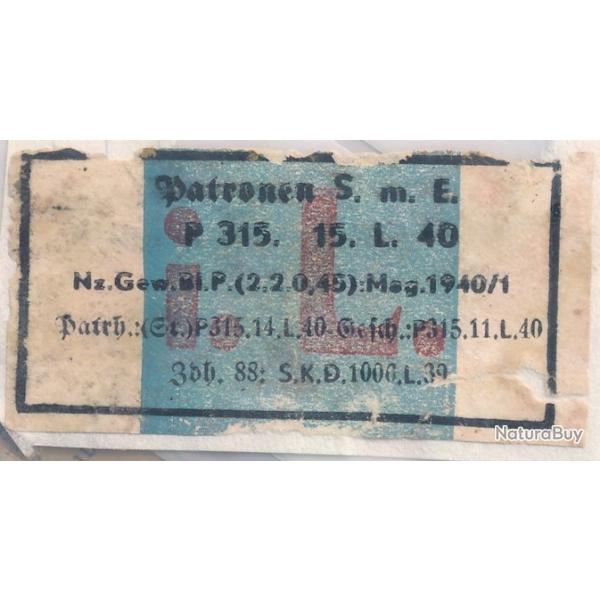 Patronen S. m. E.
P 315. 15. L. 40
i. L.
Nz.Gew.Bl.P.(2.2.0,45):Mag.1940/1
Patrh.:(St.)P315.14.L.40-Gesch.:P315.11.L.40
Zdh. 88: S.K.D.1006.L.39
NaturaBuy